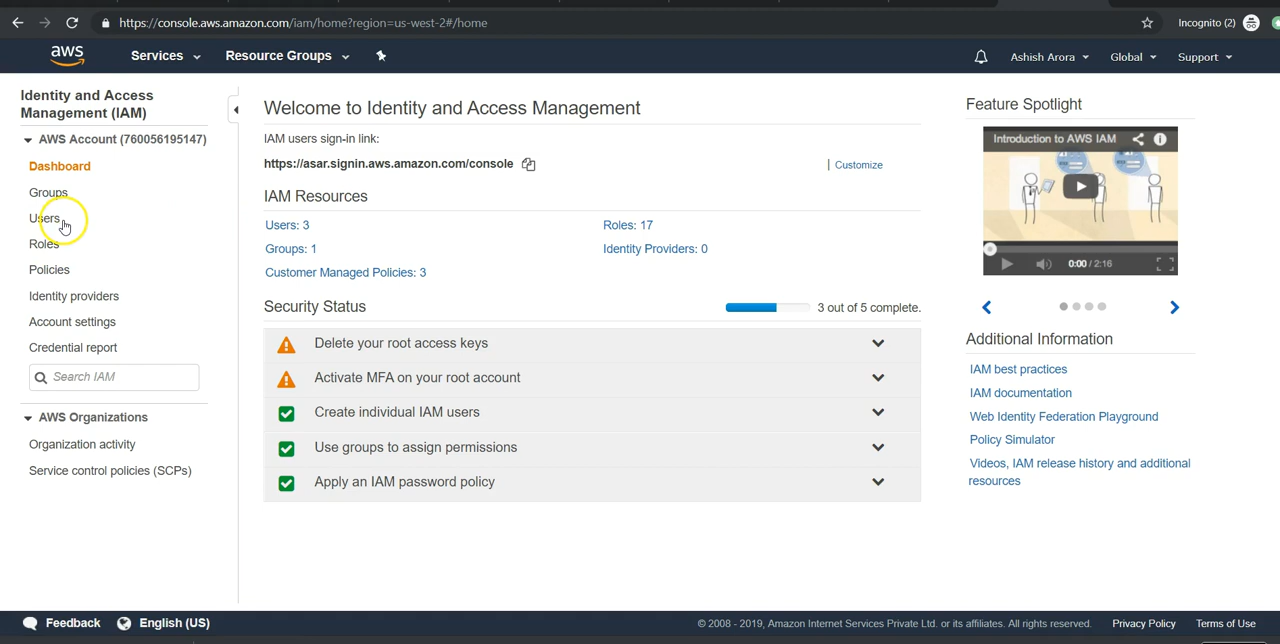 https://console.aws.amazon.com/iam/home?region=us-west-2#/home
Incognito (2)
aws
Services
Resource Groups
Ashish Arora
Global
Support
Identity and Access
Management (IAM)
AWS Account (760056195147)
Dashboard
Groups
Users
Roles
Policies
Identity providers
Account settings
Credential report
Search IAM
AWS Organizations
Organization activity
Service control policies (SCPs)
Welcome to Identity and Access Management
IAM users sign-in link:
https://asar.signin.aws.amazon.com/console
| Customize
IAM Resources
Users: 3
Roles: 17
Groups: 1
Identity Providers: 0
Customer Managed Policies: 3
Security Status
3 out of 5 complete.
Delete your root access keys
Activate MFA on your root account
Create individual IAM users
Use groups to assign permissions
Apply an IAM password policy
Feature Spotlight
Introduction to AWS IAM
0:00 / 2:16
Additional Information
IAM best practices
IAM documentation
Web Identity Federation Playground
Policy Simulator
Videos, IAM release history and additional
resources
Feedback
English (US)
© 2008 - 2019, Amazon Internet Services Private Ltd. or its affiliates. All rights reserved.
Privacy Policy
Terms of Use